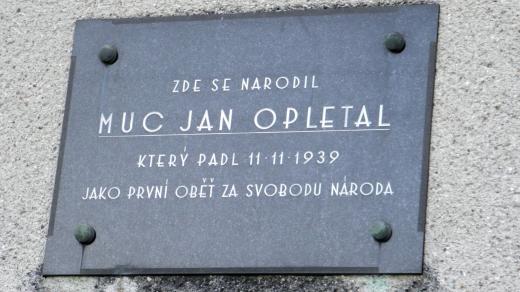 ZDE SE NARODIL
MUC JAN OPLETAL
KTERÝ PADL 11·11·1939
JAKO PRVNÍ OBĚŤ ZA SVOBODU NÁRODA